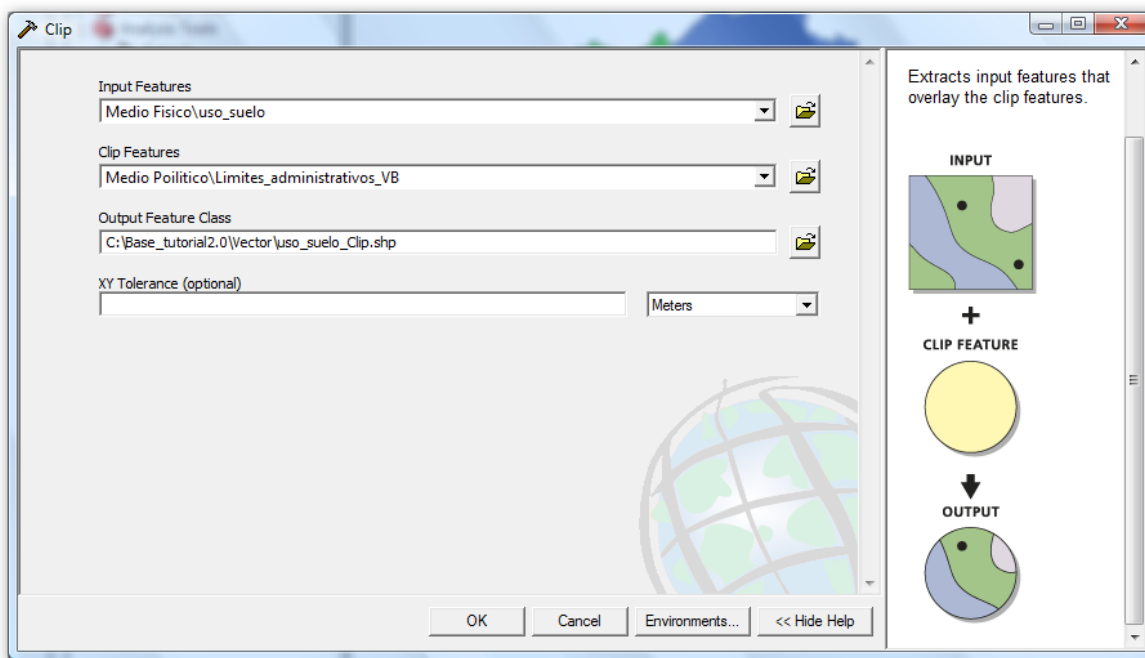 Clip
Input Features
Medio Fisico\uso_suelo
Clip Features
Medio Poilitico\Limites_administrativos_VB
Output Feature Class
C:\Base_tutorial2.0\Vector\uso_suelo_Clip.shp
XY Tolerance (optional)
Meters
OK
Cancel
Environments...
<< Hide Help
Extracts input features that
overlay the clip features.
INPUT
+
CLIP FEATURE
OUTPUT